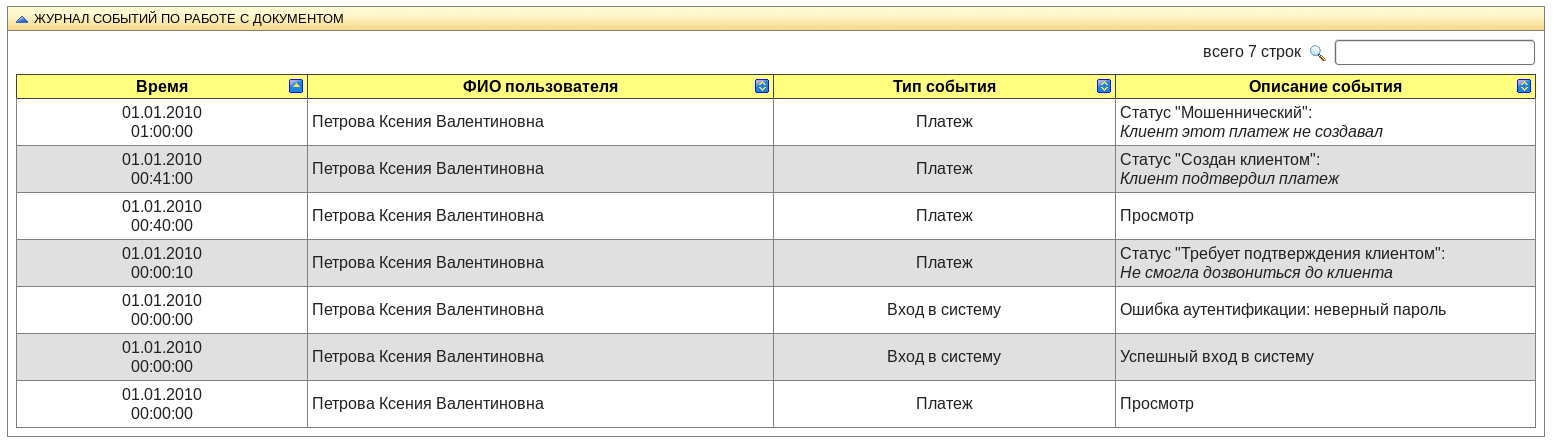 ЖУРНАЛ СОБЫТИЙ ПО РАБОТЕ С ДОКУМЕНТОМ
всего 7 строк
Время ФИО пользователя Тип события Описание события
01.01.2010
01:00:00
Петрова Ксения Валентиновна
Платеж
Статус "Мошеннический":
Клиент этот платеж не создавал
01.01.2010
00:41:00
Петрова Ксения Валентиновна
Платеж
Статус "Создан клиентом":
Клиент подтвердил платеж
01.01.2010
00:40:00
Петрова Ксения Валентиновна
Платеж
Просмотр
01.01.2010
00:00:10
Петрова Ксения Валентиновна
Платеж
Статус "Требует подтверждения клиентом":
Не смогла дозвониться до клиента
01.01.2010
00:00:00
Петрова Ксения Валентиновна
Вход в систему
Ошибка аутентификации: неверный пароль
01.01.2010
00:00:00
Петрова Ксения Валентиновна
Вход в систему
Успешный вход в систему
01.01.2010
00:00:00
Петрова Ксения Валентиновна
Платеж
Просмотр